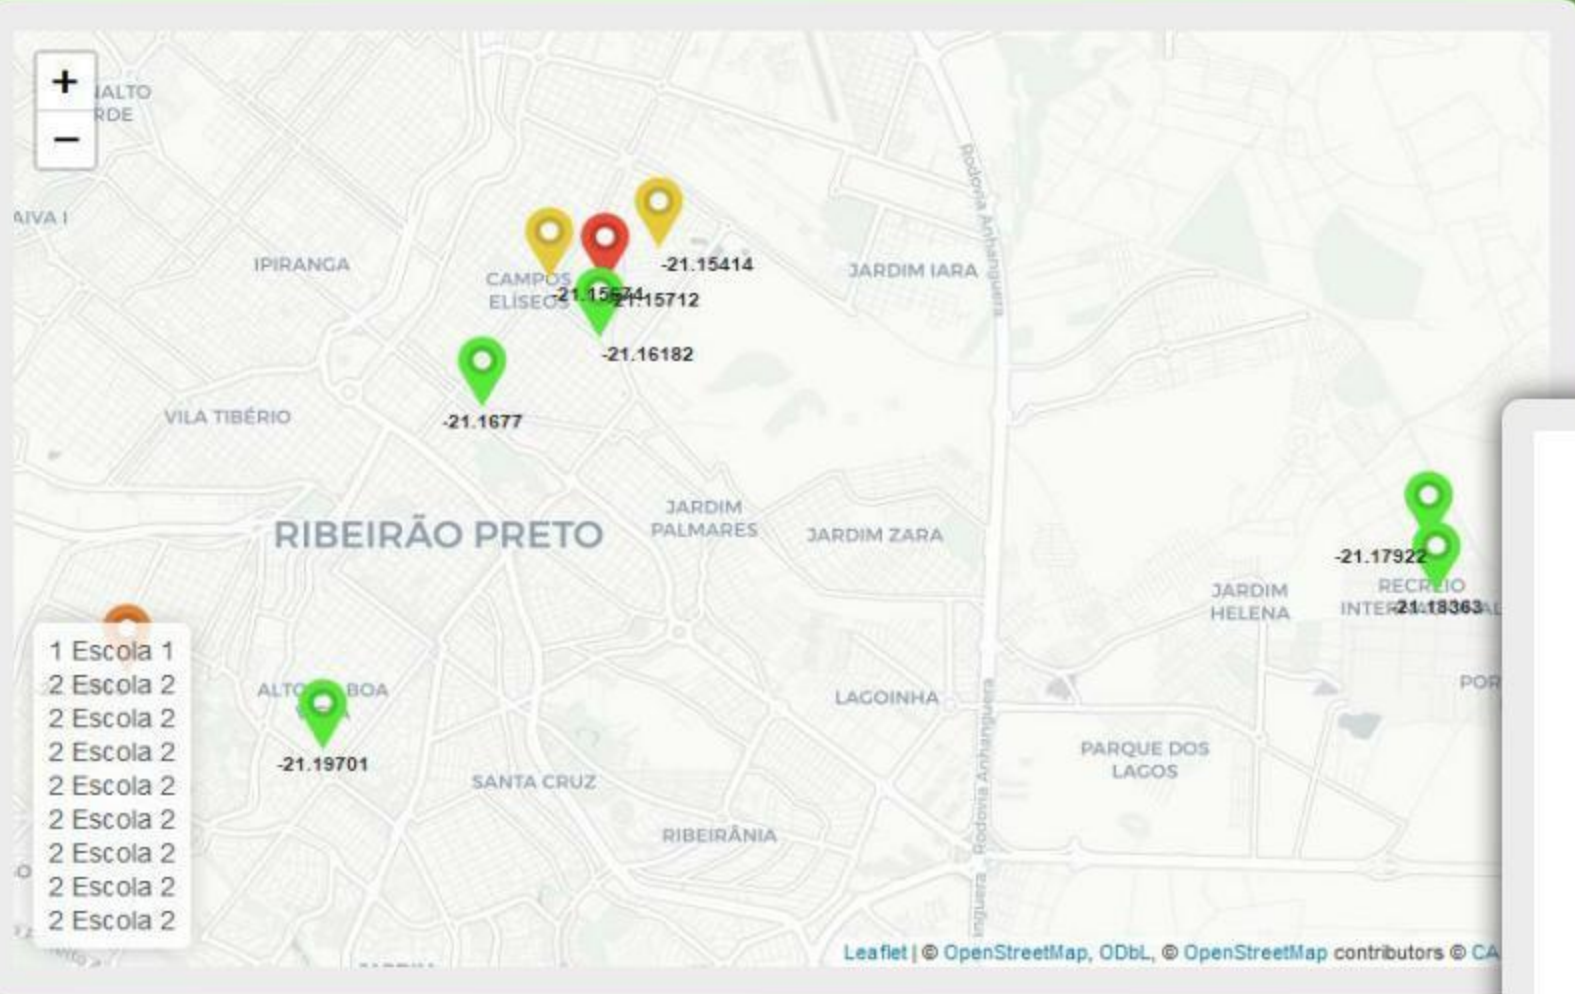 +
−
AIVA I
IPIRANGA
CAMPOS
ELÍSEOS
-21.15414
JARDIM IARA
Rodovia Anhanguera
-21.15712
-21.16182
-21.1677
VILA TIBÉRIO
RIBEIRÃO PRETO
JARDIM
PALMARES
JARDIM ZARA
-21.17922
RECREIO
-21.18363
JARDIM
HELENA
1 Escola 1
2 Escola 2
2 Escola 2
2 Escola 2
2 Escola 2
2 Escola 2
2 Escola 2
2 Escola 2
2 Escola 2
ALTO BOA
-21.19701
LAGOINHA
POR
PARQUE DOS
LAGOS
SANTA CRUZ
RIBEIRÂNIA
Rodovia Anhanguera
Leaflet | © OpenStreetMap, ODbL, © OpenStreetMap contributors © CA